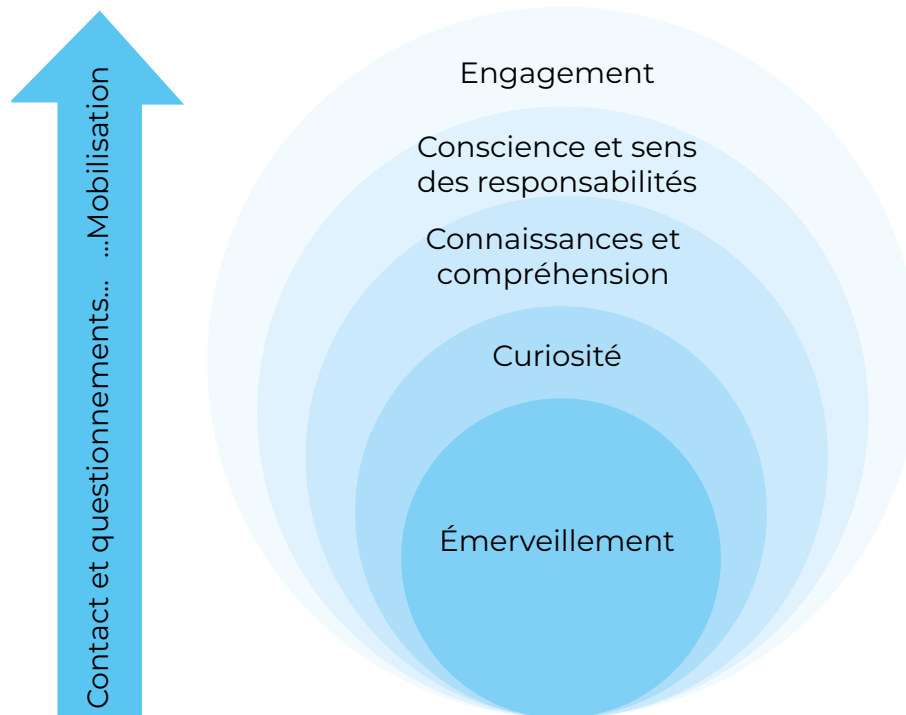 Contact et questionnements... ...Mobilisation
Engagement
Conscience et sens
des responsabilités
Connaissances et
compréhension
Curiosité
Émerveillement